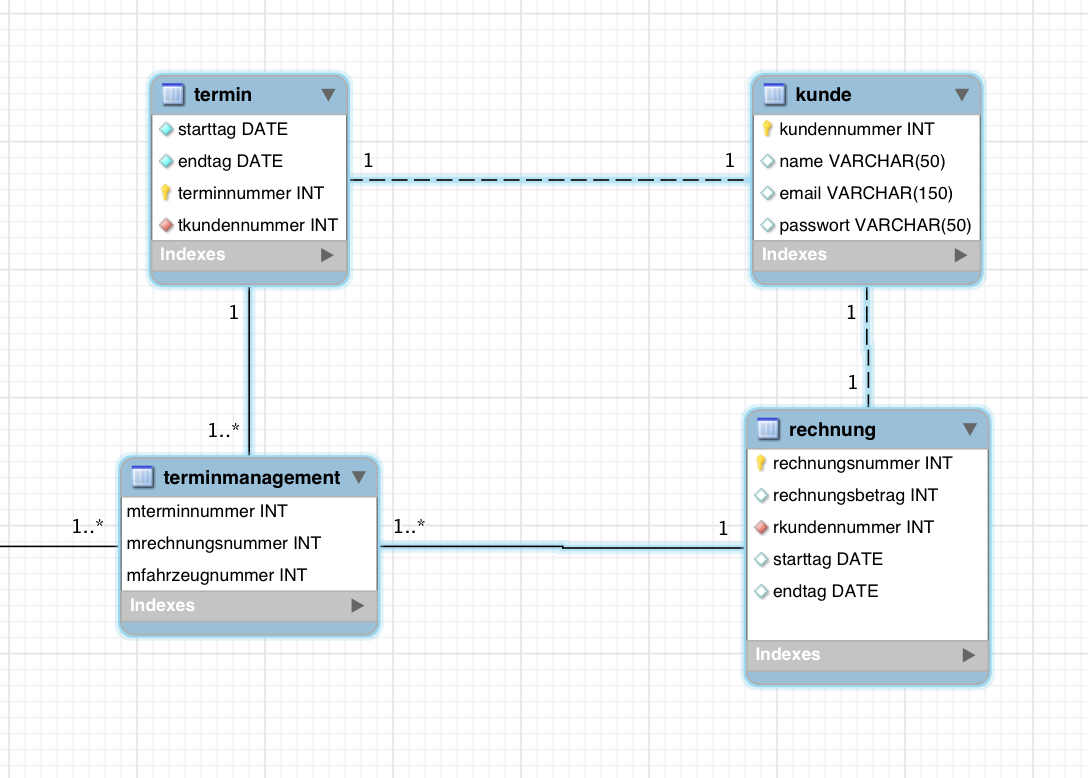 termin
starttag DATE
endtag DATE
terminnummer INT
tkundennummer INT
Indexes
1
1
kunde
kundennummer INT
name VARCHAR(50)
email VARCHAR(150)
passwort VARCHAR(50)
Indexes
1
1..*
1
1
terminmanagement
mterminnummer INT
mrechnungsnummer INT
mfahrzeugnummer INT
Indexes
1..*
1..*
1
rechnung
rechnungsnummer INT
rechnungsbetrag INT
rkundennummer INT
starttag DATE
endtag DATE
Indexes